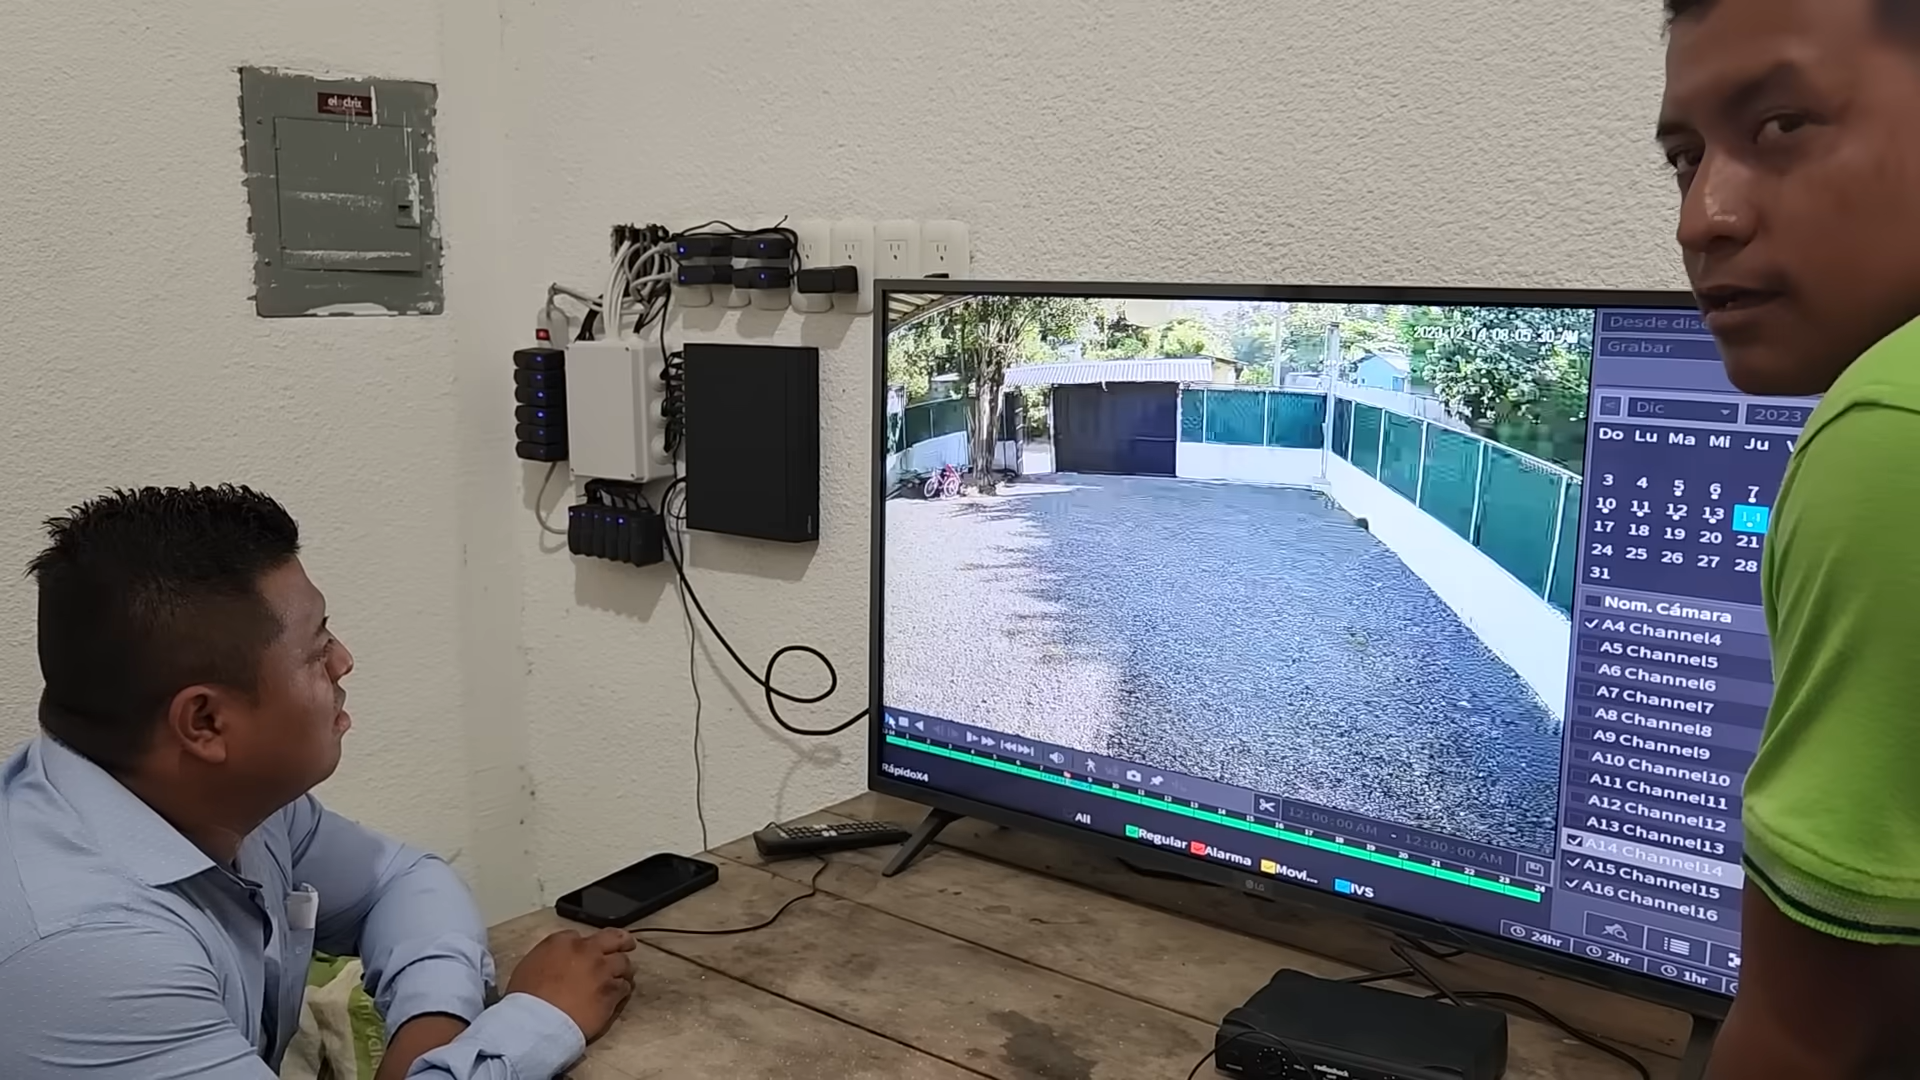 electrix
2023-12-14 08:05:30 AM
Grabar
Dic
2023
Do Lu Ma Mi Ju
3 4 5 6 7
10 11 12 13 14
17 18 19 20 21
24 25 26 27 28
31
Nom. Cámara
A4 Channel4
A5 Channel5
A6 Channel6
A7 Channel7
A8 Channel8
A9 Channel9
A10 Channel10
A11 Channel11
A12 Channel12
A13 Channel13
A14 Channel14
A15 Channel15
A16 Channel16
RápidoX4
12:00:00 AM - 12:00:00 AM
All
Regular
Alarma
Movi...
IVS
24hr
2hr
1hr
LG
radioshack